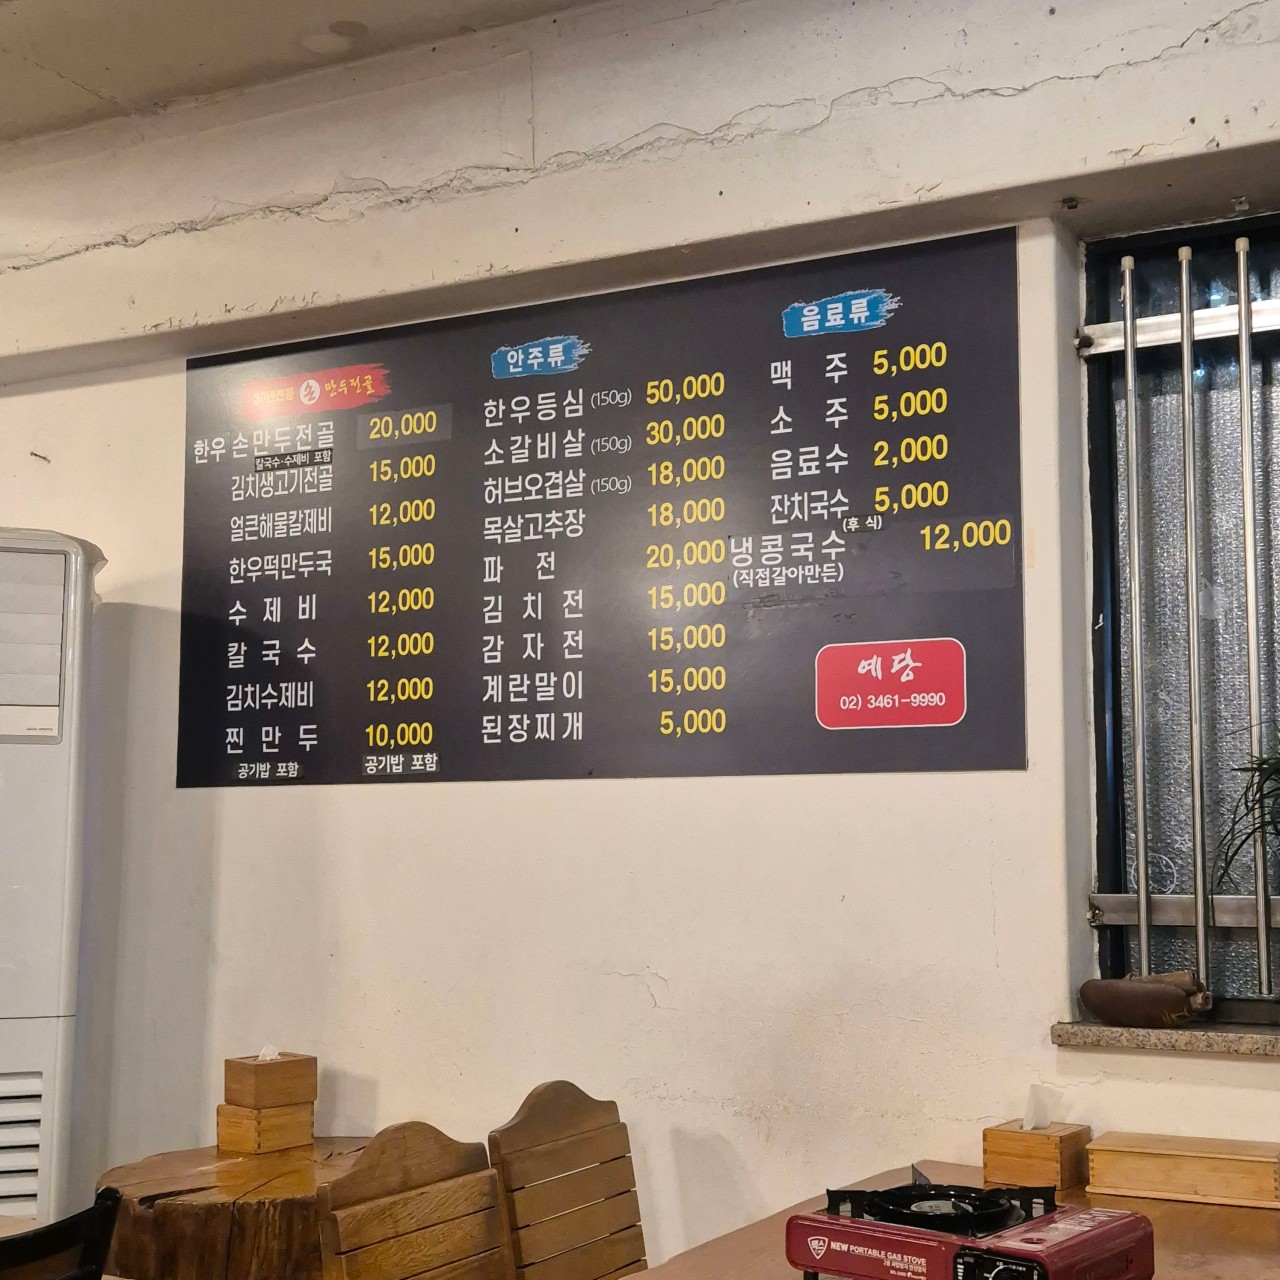 30년전통 손 만두전골
한우 손만두전골 20,000
칼국수·수제비 포함
김치생고기전골 15,000
얼큰해물칼제비 12,000
한우떡만두국 15,000
수제비 12,000
칼국수 12,000
김치수제비 12,000
찐만두 10,000
공기밥 포함 공기밥 포함
안주류
한우등심 (150g) 50,000
소갈비살 (150g) 30,000
허브오겹살 (150g) 18,000
목살고추장 18,000
파전 20,000
김치전 15,000
감자전 15,000
계란말이 15,000
된장찌개 5,000
음료류
맥주 5,000
소주 5,000
음료수 2,000
잔치국수 5,000
(후식)
냉콩국수 12,000
(직접갈아만든)
예당
02) 3461-9990
맥스 NEW PORTABLE GAS STOVE